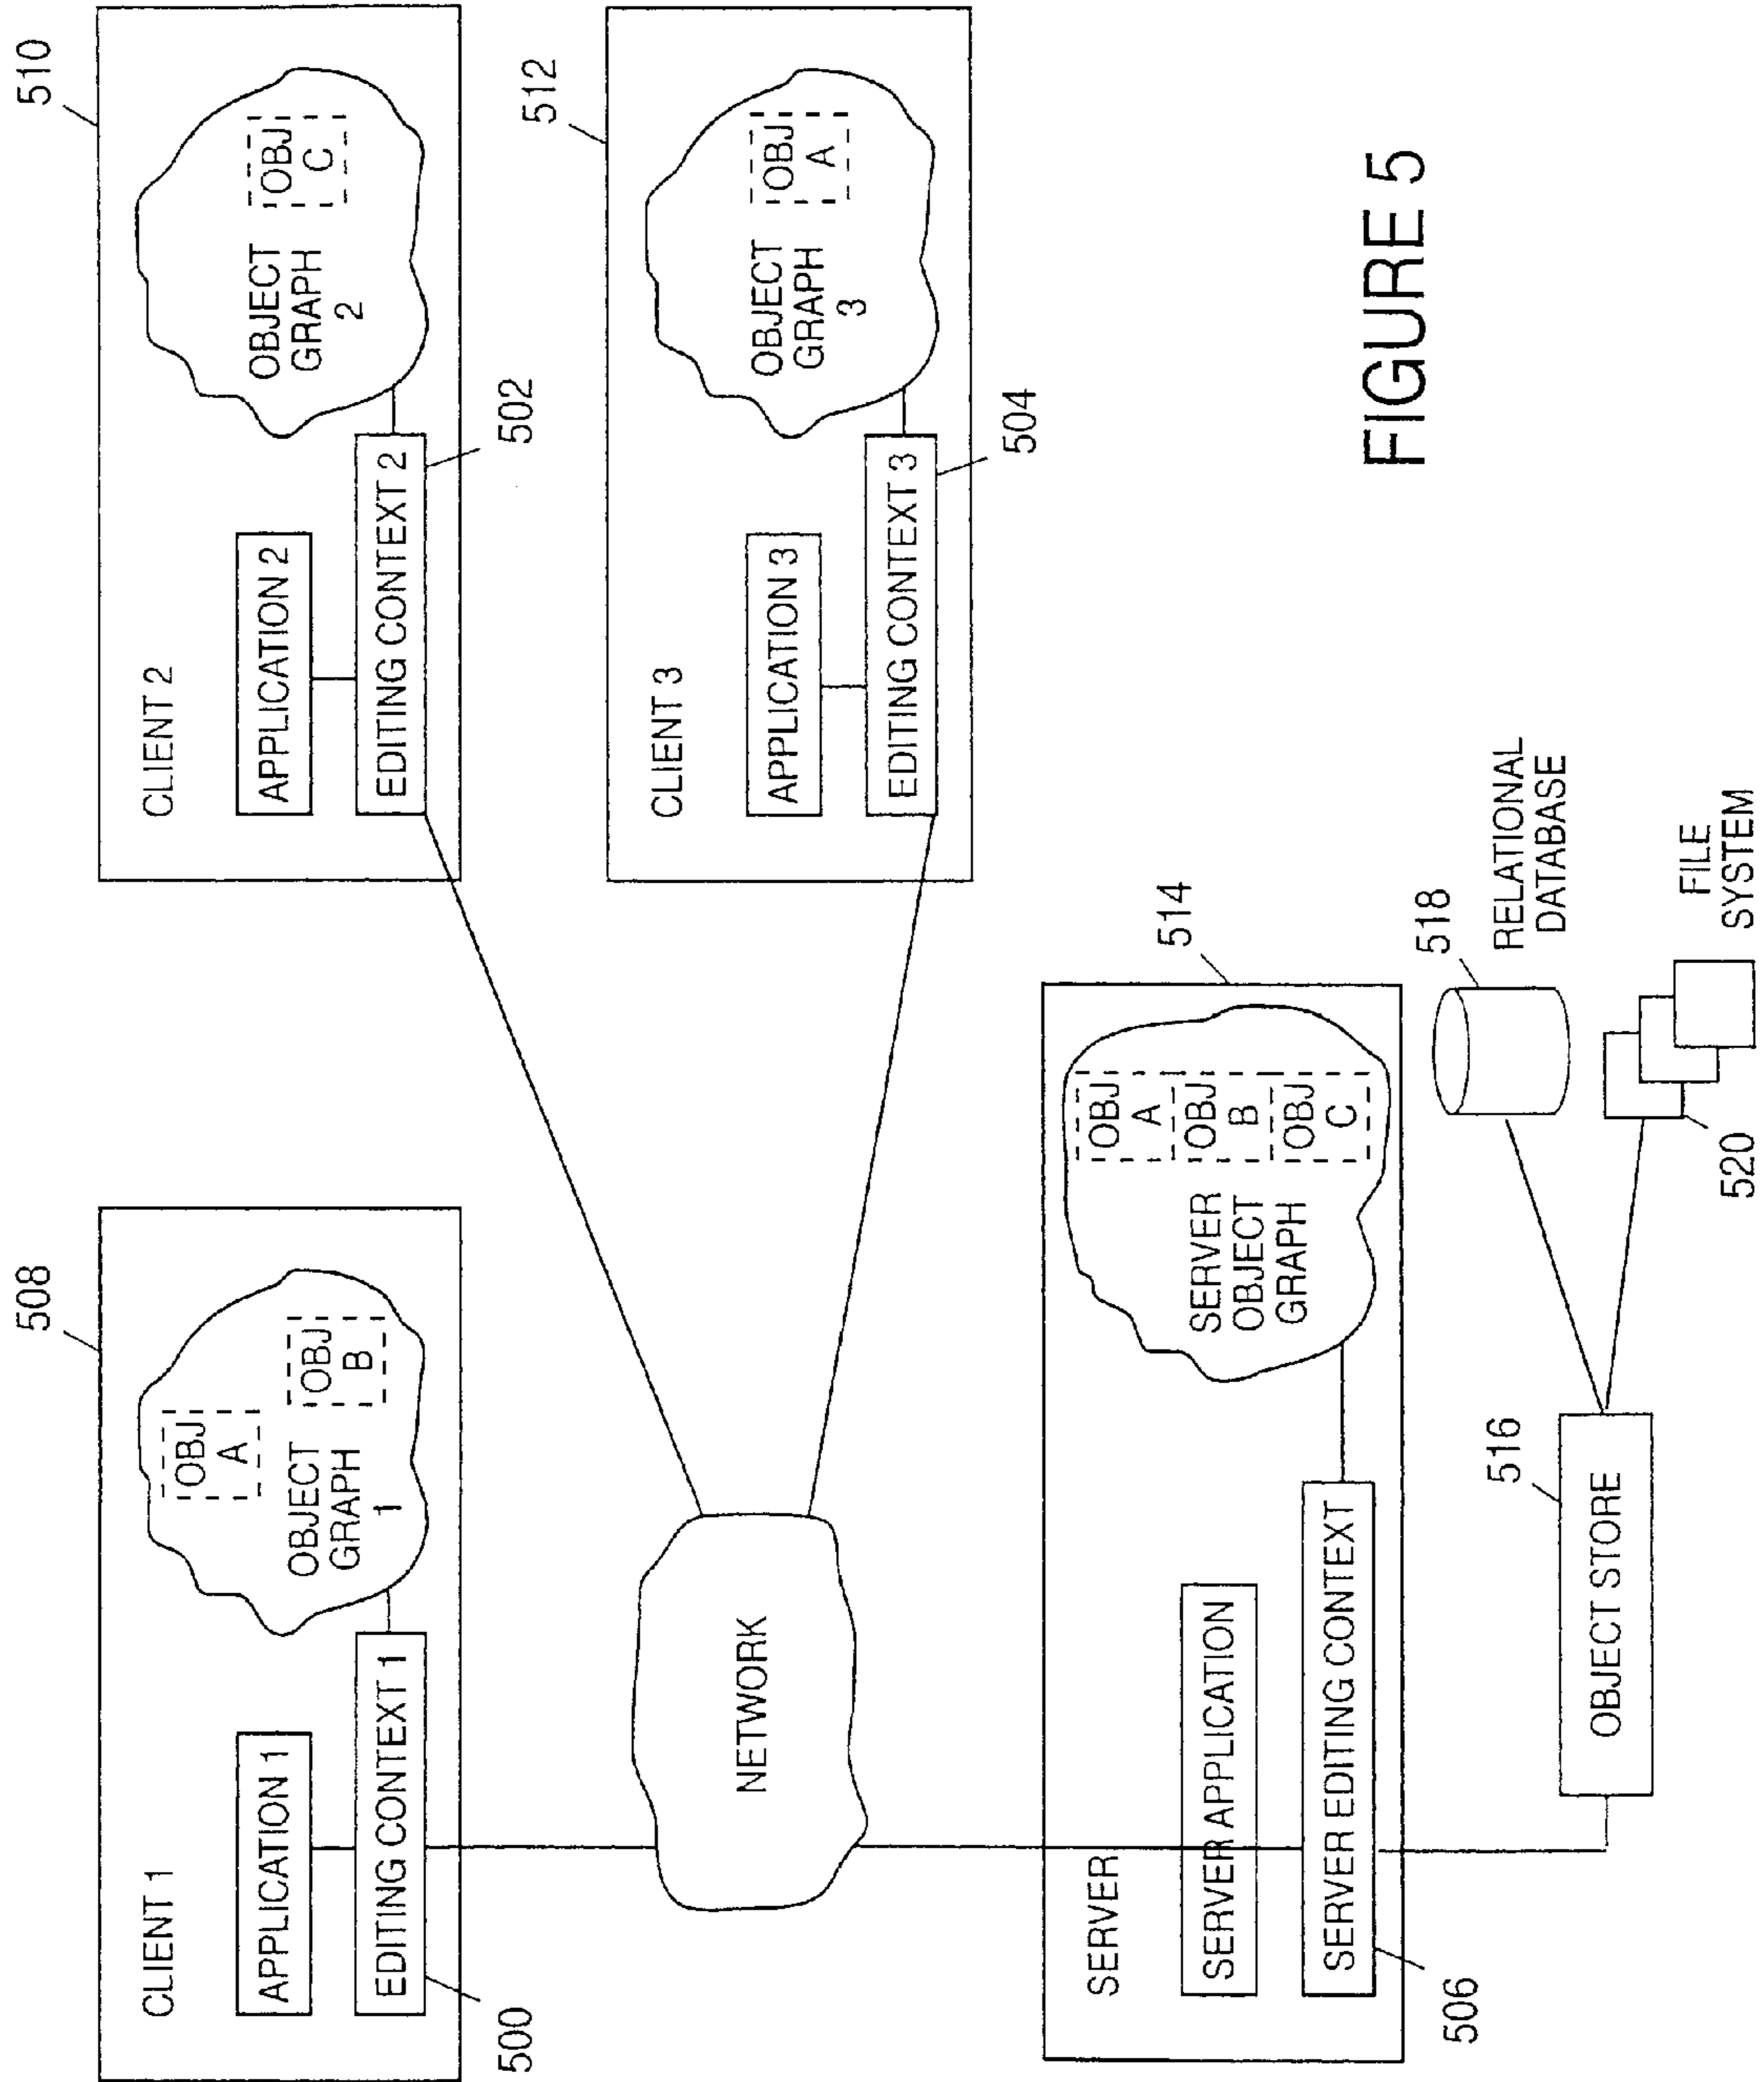 508
CLIENT 1
APPLICATION 1
EDITING CONTEXT 1
500
OBJ
A
OBJECT
GRAPH
1
OBJ
B
510
CLIENT 2
APPLICATION 2
EDITING CONTEXT 2
502
OBJECT
GRAPH
2
OBJ
C
NETWORK
512
CLIENT 3
APPLICATION 3
EDITING CONTEXT 3
504
OBJECT
GRAPH
3
OBJ
A
514
SERVER
SERVER APPLICATION
SERVER EDITING CONTEXT
506
SERVER
OBJECT
GRAPH
OBJ
A
OBJ
B
OBJ
C
516
OBJECT STORE
518
RELATIONAL
DATABASE
520
FILE
SYSTEM
FIGURE 5